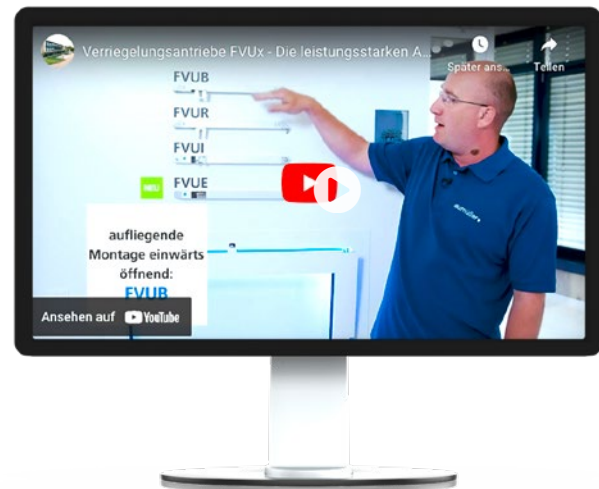 Verriegelungsantriebe FVUx - Die leistungsstarken A...
Später ans...
Teilen
FVUB
FVUR
FVUI
NEU
FVUE
aufliegende
Montage einwärts
öffnend:
FVUB
Ansehen auf YouTube
aumüller